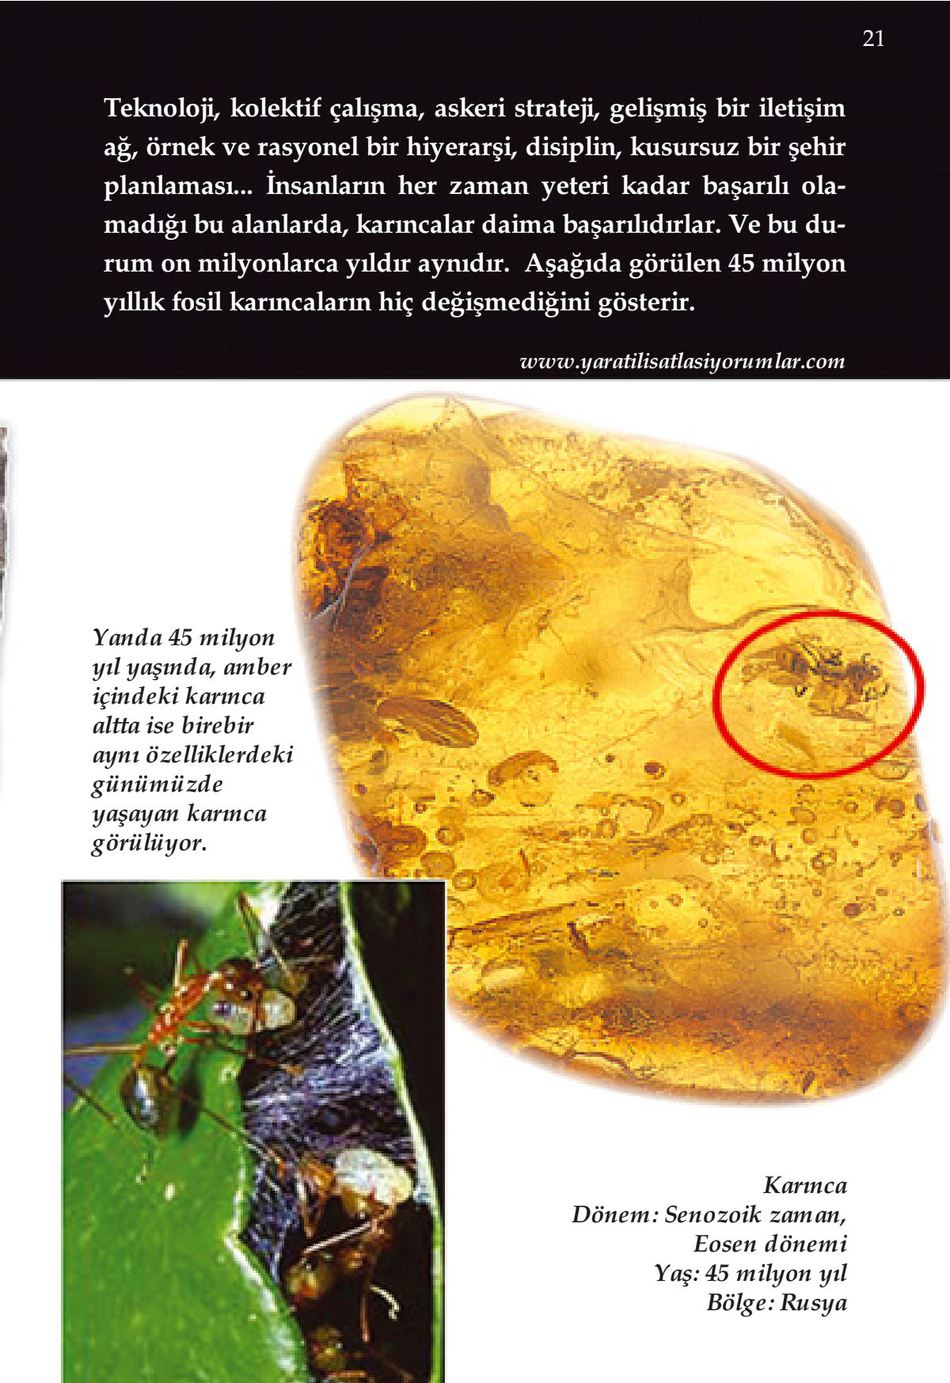 21
Teknoloji, kolektif çalışma, askeri strateji, gelişmiş bir iletişim
ağ, örnek ve rasyonel bir hiyerarşi, disiplin, kusursuz bir şehir
planlaması... İnsanların her zaman yeteri kadar başarılı ola-
madığı bu alanlarda, karıncalar daima başarılıdırlar. Ve bu du-
rum on milyonlarca yıldır aynıdır. Aşağıda görülen 45 milyon
yıllık fosil karıncaların hiç değişmediğini gösterir.
www.yaratilisatlasiyorumlar.com
Yanda 45 milyon
yıl yaşında, amber
içindeki karınca
altta ise birebir
aynı özelliklerdeki
günümüzde
yaşayan karınca
görülüyor.
Karınca
Dönem: Senozoik zaman,
Eosen dönemi
Yaş: 45 milyon yıl
Bölge: Rusya